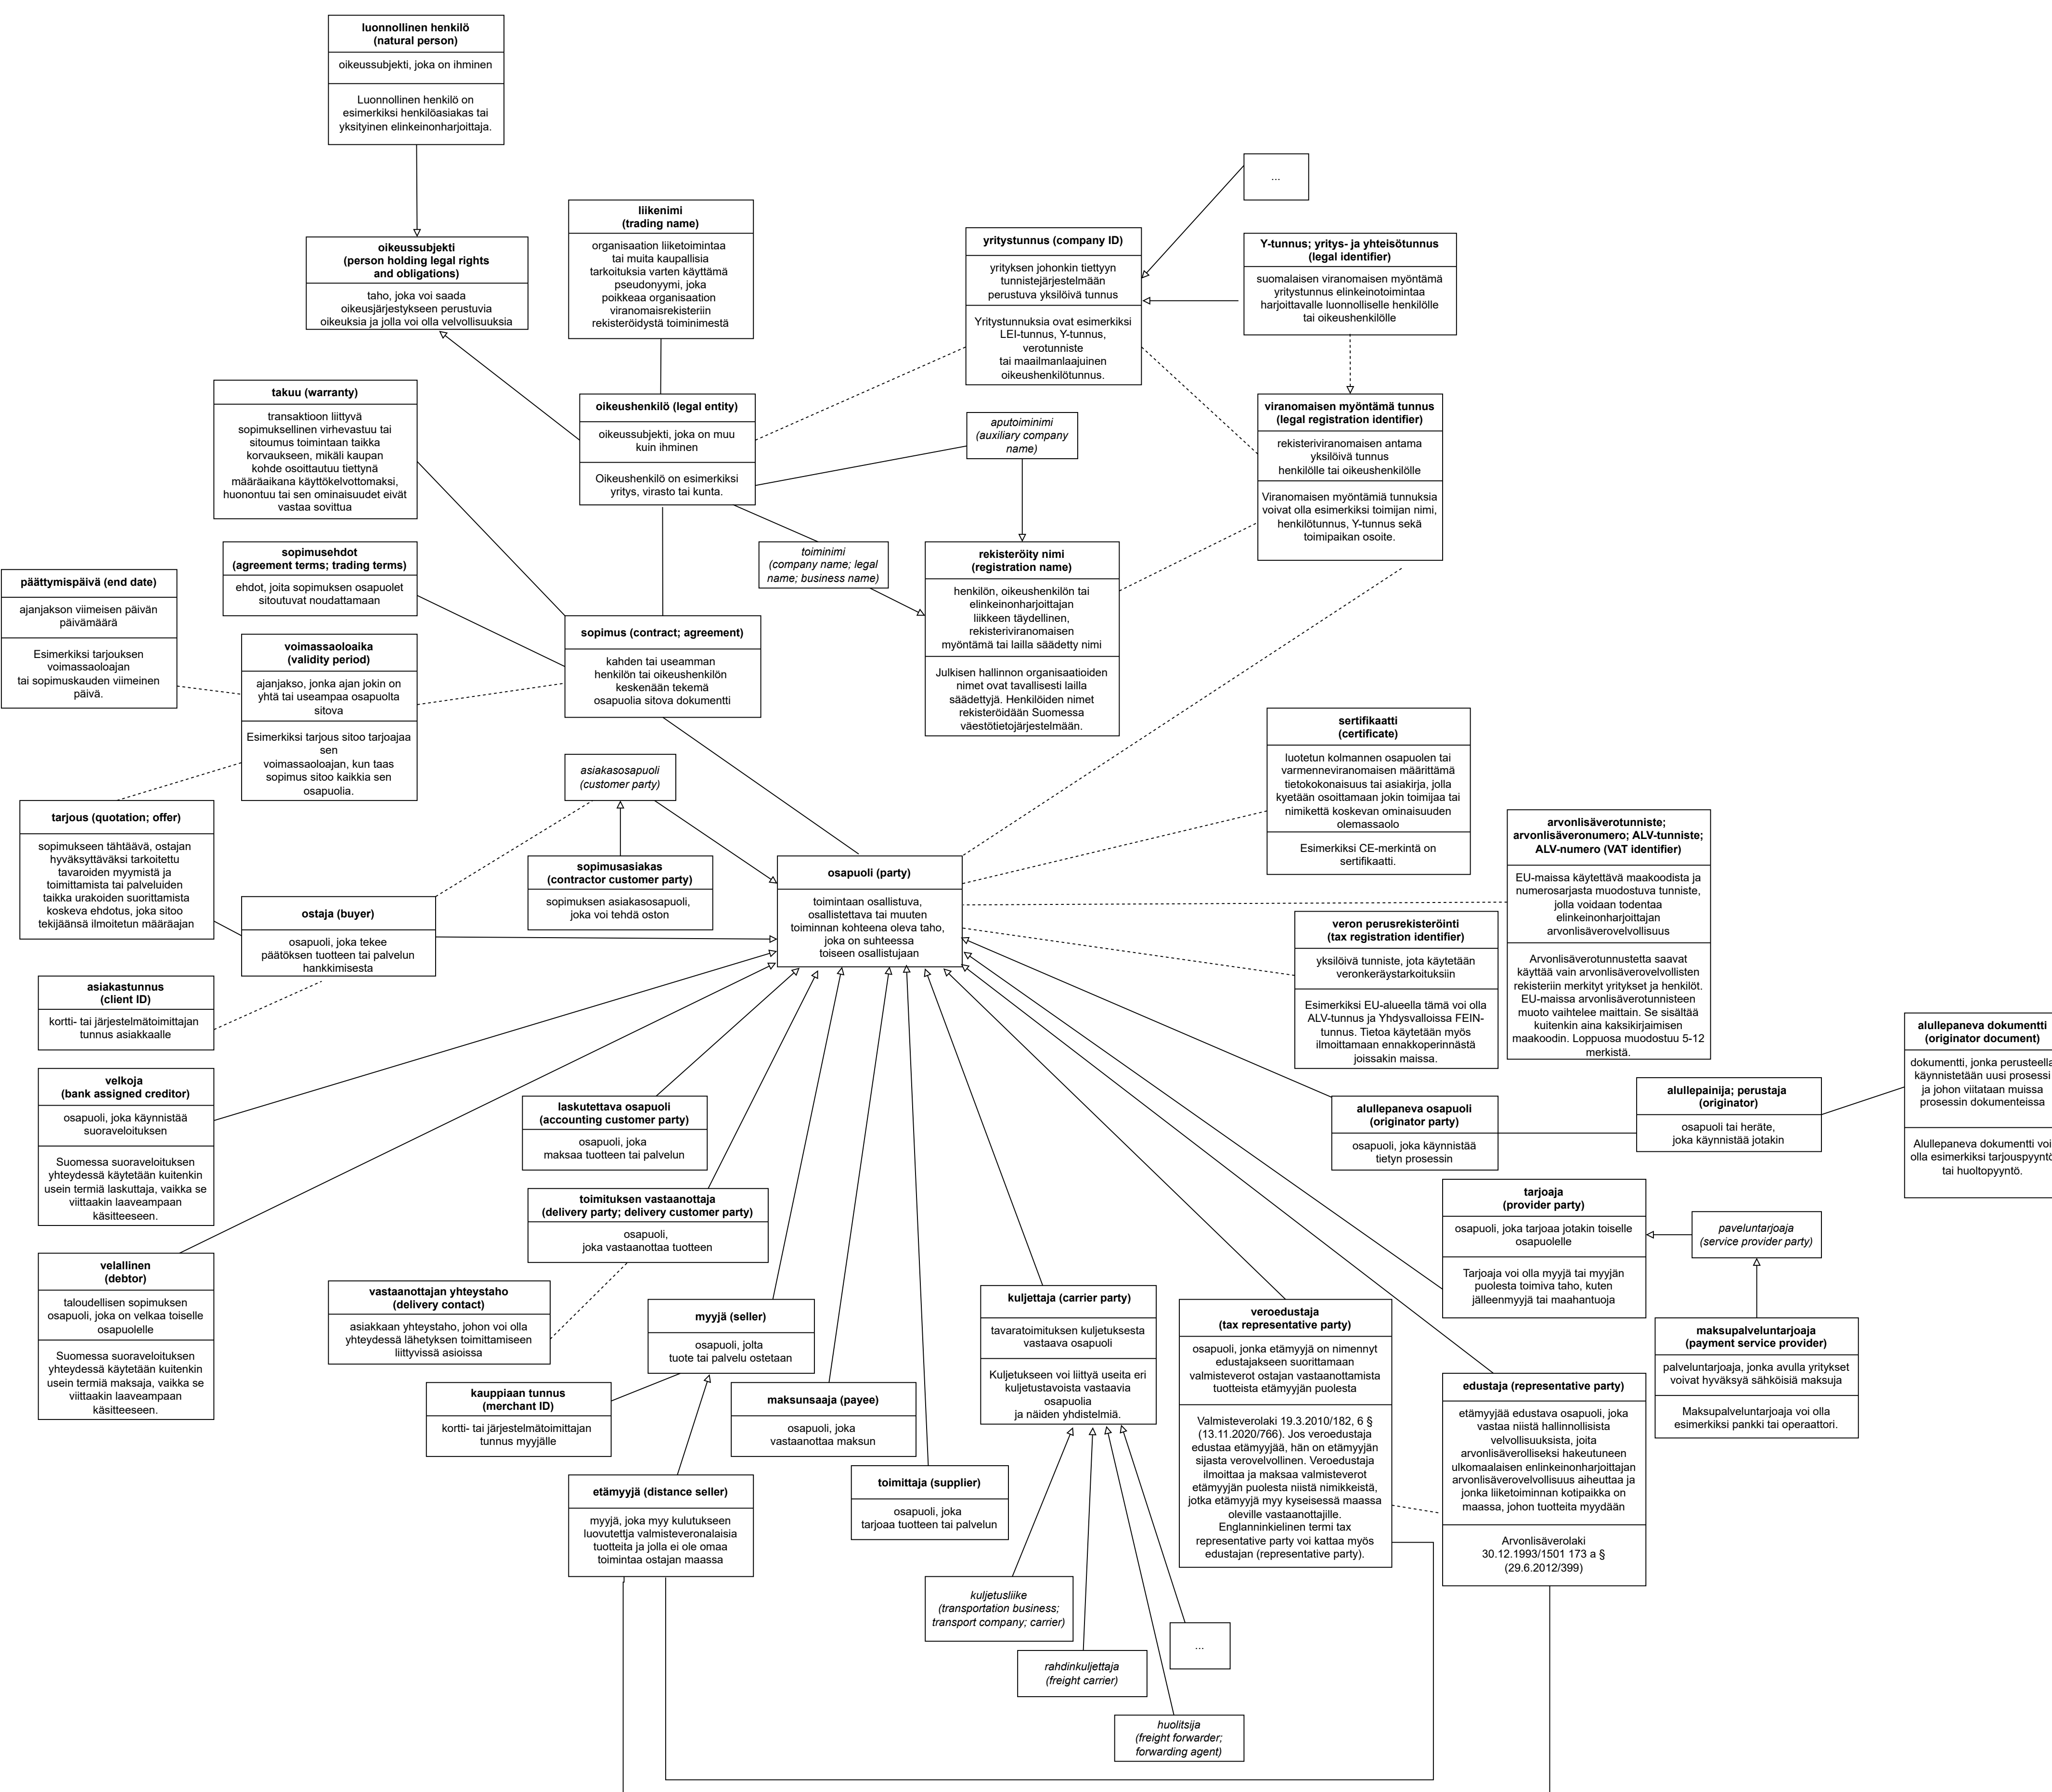 luonnollinen henkilö
(natural person)
oikeussubjekti, joka on ihminen
Luonnollinen henkilö on
esimerkiksi henkilöasiakas tai
yksityinen elinkeinonharjoittaja.
...
liikenimi
(trading name)
organisaation liiketoimintaa
tai muita kaupallisia
tarkoituksia varten käyttämä
pseudonyymi, joka
poikkeaa organisaation
viranomaisrekisteriin
rekisteröidystä toiminimestä
oikeussubjekti
(person holding legal rights
and obligations)
taho, joka voi saada
oikeusjärjestykseen perustuvia
oikeuksia ja jolla voi olla velvollisuuksia
yritystunnus (company ID)
yrityksen johonkin tiettyyn
tunnistejärjestelmään
perustuva yksilöivä tunnus
Yritystunnuksia ovat esimerkiksi
LEI-tunnus, Y-tunnus,
verotunniste
tai maailmanlaajuinen
oikeushenkilötunnus.
Y-tunnus; yritys- ja yhteisötunnus
(legal identifier)
suomalaisen viranomaisen myöntämä
yritystunnus elinkeinotoimintaa
harjoittavalle luonnolliselle henkilölle
tai oikeushenkilölle
takuu (warranty)
transaktioon liittyvä
sopimuksellinen virhevastuu tai
sitoumus toimintaan taikka
korvaukseen, mikäli kaupan
kohde osoittautuu tiettynä
määräaikana käyttökelvottomaksi,
huonontuu tai sen ominaisuudet eivät
vastaa sovittua
oikeushenkilö (legal entity)
oikeussubjekti, joka on muu
kuin ihminen
Oikeushenkilö on esimerkiksi
yritys, virasto tai kunta.
aputoiminimi
(auxiliary company
name)
viranomaisen myöntämä tunnus
(legal registration identifier)
rekisteriviranomaisen antama
yksilöivä tunnus
henkilölle tai oikeushenkilölle
Viranomaisen myöntämiä tunnuksia
voivat olla esimerkiksi toimijan nimi,
henkilötunnus, Y-tunnus sekä
toimipaikan osoite.
sopimusehdot
(agreement terms; trading terms)
ehdot, joita sopimuksen osapuolet
sitoutuvat noudattamaan
toiminimi
(company name; legal
name; business name)
rekisteröity nimi
(registration name)
henkilön, oikeushenkilön tai
elinkeinonharjoittajan
liikkeen täydellinen,
rekisteriviranomaisen
myöntämä tai lailla säädetty nimi
Julkisen hallinnon organisaatioiden
nimet ovat tavallisesti lailla
säädettyjä. Henkilöiden nimet
rekisteröidään Suomessa
väestötietojärjestelmään.
päättymispäivä (end date)
ajanjakson viimeisen päivän
päivämäärä
Esimerkiksi tarjouksen
voimassaoloajan
tai sopimuskauden viimeinen
päivä.
sopimus (contract; agreement)
kahden tai useamman
henkilön tai oikeushenkilön
keskenään tekemä
osapuolia sitova dokumentti
voimassaoloaika
(validity period)
ajanjakso, jonka ajan jokin on
yhtä tai useampaa osapuolta
sitova
Esimerkiksi tarjous sitoo tarjoajaa
sen
voimassaoloajan, kun taas
sopimus sitoo kaikkia sen
osapuolia.
sertifikaatti
(certificate)
luotetun kolmannen osapuolen tai
varmenneviranomaisen määrittämä
tietokokonaisuus tai asiakirja, jolla
kyetään osoittamaan jokin toimijaa tai
nimikettä koskevan ominaisuuden
olemassaolo
Esimerkiksi CE-merkintä on
sertifikaatti.
asiakasosapuoli
(customer party)
tarjous (quotation; offer)
sopimukseen tähtäävä, ostajan
hyväksyttäväksi tarkoitettu
tavaroiden myymistä ja
toimittamista tai palveluiden
taikka urakoiden suorittamista
koskeva ehdotus, joka sitoo
tekijäänsä ilmoitetun määräajan
sopimusasiakas
(contractor customer party)
sopimuksen asiakasosapuoli,
joka voi tehdä oston
osapuoli (party)
toimintaan osallistuva,
osallistettava tai muuten
toiminnan kohteena oleva taho,
joka on suhteessa
toiseen osallistujaan
arvonlisäverotunniste;
arvonlisäveronumero; ALV-tunniste;
ALV-numero (VAT identifier)
EU-maissa käytettävä maakoodista ja
numerosarjasta muodostuva tunniste,
jolla voidaan todentaa
elinkeinonharjoittajan
arvonlisäverovelvollisuus
Arvonlisäverotunnustetta saavat
käyttää vain arvonlisäverovelvollisten
rekisteriin merkityt yritykset ja henkilöt.
EU-maissa arvonlisäverotunnisteen
muoto vaihtelee maittain. Se sisältää
kuitenkin aina kaksikirjaimisen
maakoodin. Loppuosa muodostuu 5-12
merkistä.
ostaja (buyer)
osapuoli, joka tekee
päätöksen tuotteen tai palvelun
hankkimisesta
veron perusrekisteröinti
(tax registration identifier)
yksilöivä tunniste, jota käytetään
veronkeräystarkoituksiin
Esimerkiksi EU-alueella tämä voi olla
ALV-tunnus ja Yhdysvalloissa FEIN-
tunnus. Tietoa käytetään myös
ilmoittamaan ennakkoperinnästä
joissakin maissa.
asiakastunnus
(client ID)
kortti- tai järjestelmätoimittajan
tunnus asiakkaalle
alullepaneva dokumentti
(originator document)
dokumentti, jonka perusteella
käynnistetään uusi prosessi
ja johon viitataan muissa
prosessin dokumenteissa
Alullepaneva dokumentti voi
olla esimerkiksi tarjouspyyntö
tai huoltopyyntö.
velkoja
(bank assigned creditor)
osapuoli, joka käynnistää
suoraveloituksen
Suomessa suoraveloituksen
yhteydessä käytetään kuitenkin
usein termiä laskuttaja, vaikka se
viittaakin laaveampaan
käsitteeseen.
laskutettava osapuoli
(accounting customer party)
osapuoli, joka
maksaa tuotteen tai palvelun
alullepaneva osapuoli
(originator party)
osapuoli, joka käynnistää
tietyn prosessin
alullepainija; perustaja
(originator)
osapuoli tai heräte,
joka käynnistää jotakin
toimituksen vastaanottaja
(delivery party; delivery customer party)
osapuoli,
joka vastaanottaa tuotteen
tarjoaja
(provider party)
osapuoli, joka tarjoaa jotakin toiselle
osapuolelle
Tarjoaja voi olla myyjä tai myyjän
puolesta toimiva taho, kuten
jälleenmyyjä tai maahantuoja
paveluntarjoaja
(service provider party)
velallinen
(debtor)
taloudellisen sopimuksen
osapuoli, joka on velkaa toiselle
osapuolelle
Suomessa suoraveloituksen
yhteydessä käytetään kuitenkin
usein termiä maksaja, vaikka se
viittaakin laaveampaan
käsitteeseen.
vastaanottajan yhteystaho
(delivery contact)
asiakkaan yhteystaho, johon voi olla
yhteydessä lähetyksen toimittamiseen
liittyvissä asioissa
myyjä (seller)
osapuoli, jolta
tuote tai palvelu ostetaan
kuljettaja (carrier party)
tavaratoimituksen kuljetuksesta
vastaava osapuoli
Kuljetukseen voi liittyä useita eri
kuljetustavoista vastaavia
osapuolia
ja näiden yhdistelmiä.
veroedustaja
(tax representative party)
osapuoli, jonka etämyyjä on nimennyt
edustajakseen suorittamaan
valmisteverot ostajan vastaanottamista
tuotteista etämyyjän puolesta
Valmisteverolaki 19.3.2010/182, 6 §
(13.11.2020/766). Jos veroedustaja
edustaa etämyyjää, hän on etämyyjän
sijasta verovelvollinen. Veroedustaja
ilmoittaa ja maksaa valmisteverot
etämyyjän puolesta niistä nimikkeistä,
jotka etämyyjä myy kyseisessä maassa
oleville vastaanottajille.
Englanninkielinen termi tax
representative party voi kattaa myös
edustajan (representative party).
maksupalveluntarjoaja
(payment service provider)
palveluntarjoaja, jonka avulla yritykset
voivat hyväksyä sähköisiä maksuja
Maksupalveluntarjoaja voi olla
esimerkiksi pankki tai operaattori.
edustaja (representative party)
etämyyjää edustava osapuoli, joka
vastaa niistä hallinnollisista
velvollisuuksista, joita
arvonlisäverolliseksi hakeutuneen
ulkomaalaisen enlinkeinonharjoittajan
arvonlisäverovelvollisuus aiheuttaa ja
jonka liiketoiminnan kotipaikka on
maassa, johon tuotteita myydään
Arvonlisäverolaki
30.12.1993/1501 173 a §
(29.6.2012/399)
kauppiaan tunnus
(merchant ID)
kortti- tai järjestelmätoimittajan
tunnus myyjälle
maksunsaaja (payee)
osapuoli, joka
vastaanottaa maksun
toimittaja (supplier)
osapuoli, joka
tarjoaa tuotteen tai palvelun
etämyyjä (distance seller)
myyjä, joka myy kulutukseen
luovutettja valmisteveronalaisia
tuotteita ja jolla ei ole omaa
toimintaa ostajan maassa
kuljetusliike
(transportation business;
transport company; carrier)
...
rahdinkuljettaja
(freight carrier)
huolitsija
(freight forwarder;
forwarding agent)